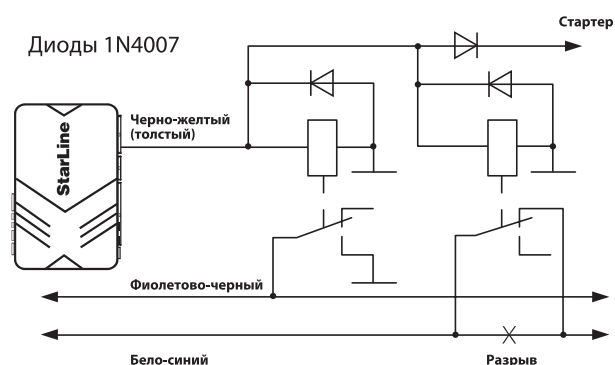 Стартер
Диоды 1N4007
Черно-желтый
(толстый)
StarLine
Фиолетово-черный
Бело-синий
Разрыв